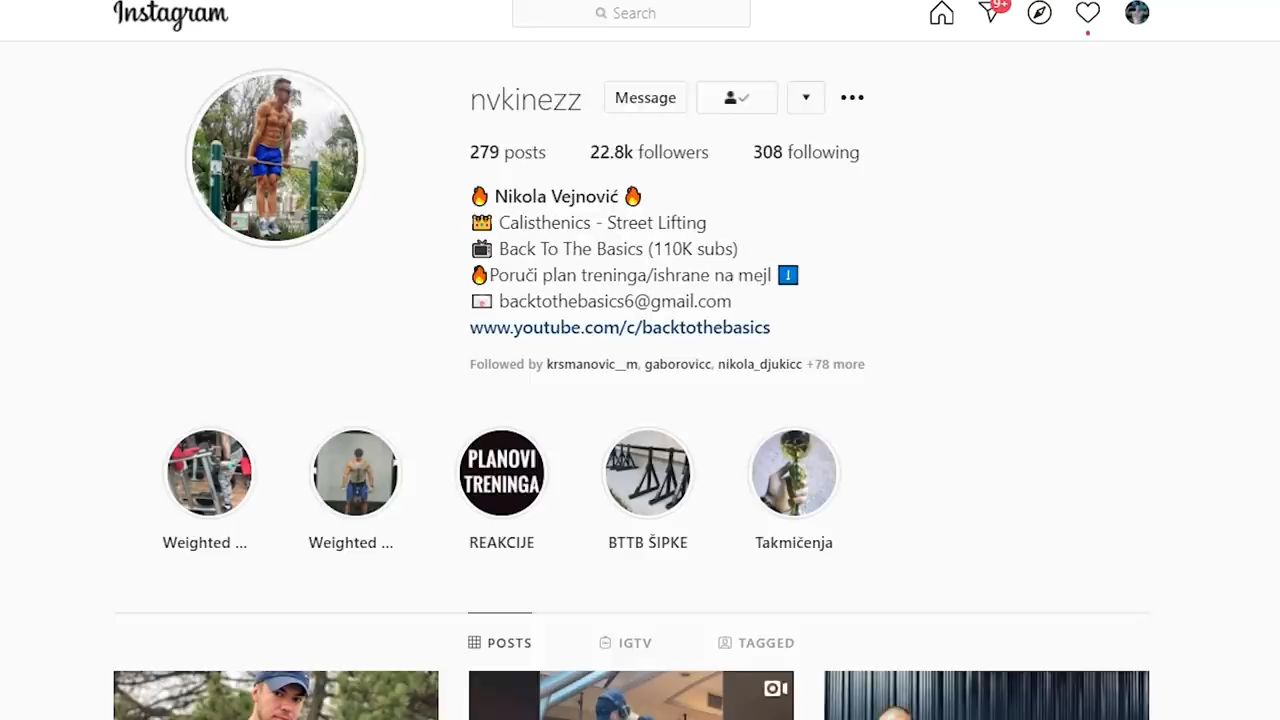 Instagram
Search
9+
nvkinezz
Message
279 posts 22.8k followers 308 following
🔥 Nikola Vejnović 🔥
👑 Calisthenics - Street Lifting
📺 Back To The Basics (110K subs)
🔥Poruči plan treninga/ishrane na mejl ⬇️
💌 backtothebasics6@gmail.com
www.youtube.com/c/backtothebasics
Followed by krsmanovic__m, gaborovicc, nikola_djukicc +78 more
PLANOVI
TRENINGA
Weighted ... Weighted ... REAKCIJE BTTB ŠIPKE Takmičenja
POSTS IGTV TAGGED